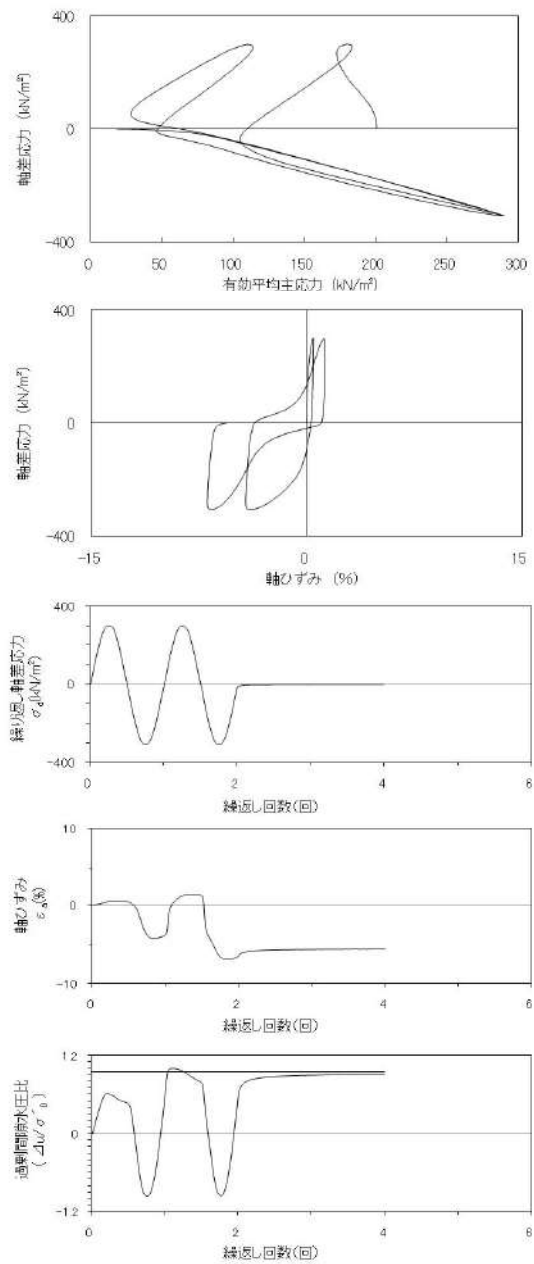 400
0
-400
軸差応力 (kN/m²)
0 50 100 150 200 250 300
有効平均主応力 (kN/m²)
400
0
-400
軸差応力 (kN/m²)
-15 0 15
軸ひずみ (%)
400
0
-400
繰り返し軸差応力
σd(kN/m²)
0 2 4 6
繰返し回数(回)
10
0
-10
軸ひずみ
εa(%)
0 2 4 6
繰返し回数(回)
1.2
0
-1.2
過剰間隙水圧比
(Δu/σ'0)
0 2 4 6
繰返し回数(回)